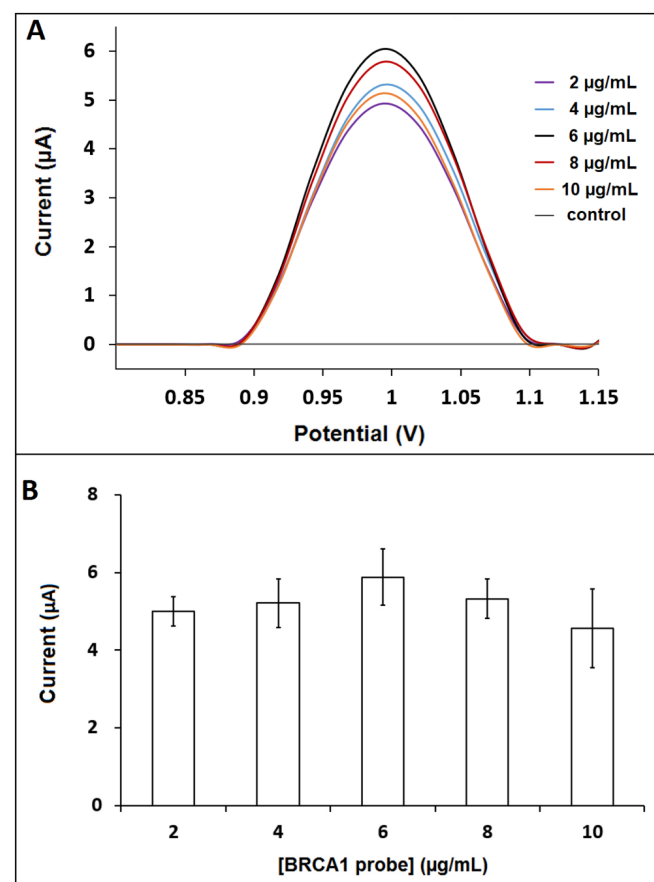 A
6
5
4
3
2
1
0
Current (µA)
2 µg/mL
4 µg/mL
6 µg/mL
8 µg/mL
10 µg/mL
control
0.85 0.9 0.95 1 1.05 1.1 1.15
Potential (V)
B
8
6
4
2
0
Current (µA)
2 4 6 8 10
[BRCA1 probe] (µg/mL)